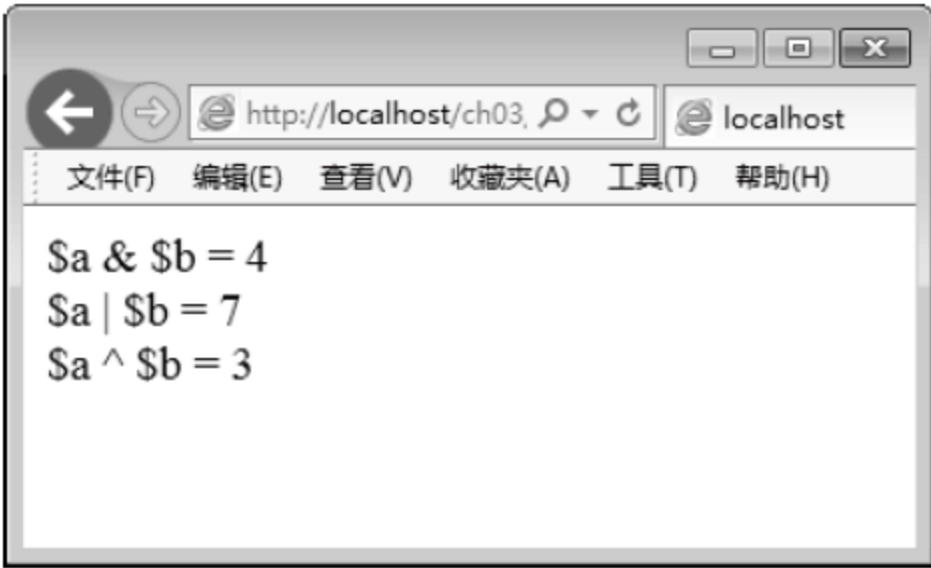 http://localhost/ch03,
localhost
文件(F) 编辑(E) 查看(V) 收藏夹(A) 工具(T) 帮助(H)
$a & $b = 4
$a | $b = 7
$a ^ $b = 3